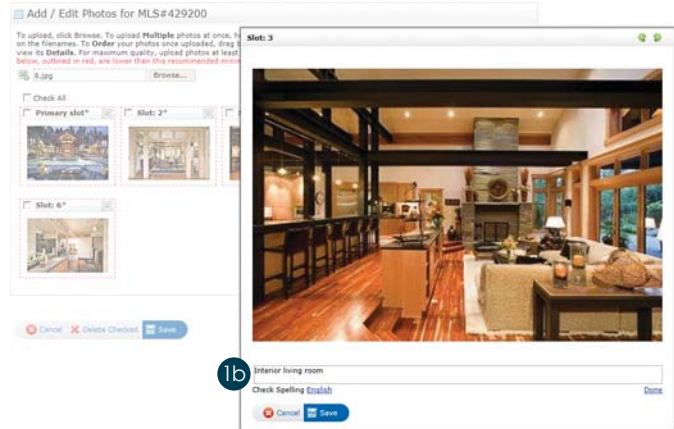 Add / Edit Photos for MLS#429200
To upload, click Browse. To upload Multiple photos at once, h
on the filenames. To Order your photos once uploaded, drag
view its Details. For maximum quality, upload photos at least
below, outlined in red, are lower than this recommended mini
6.jpg
Browse...
Check All
Primary slot*
Slot: 2*
Slot: 6*
Cancel
Delete Checked
Save
Slot: 3
1b
Interior living room
Check Spelling English
Done
Cancel
Save